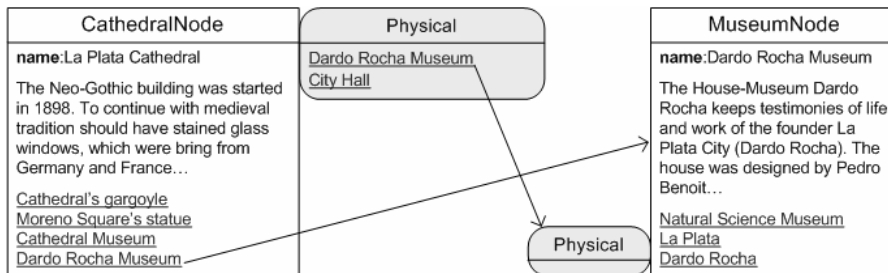 CathedralNode
name:La Plata Cathedral
The Neo-Gothic building was started
in 1898. To continue with medieval
tradition should have stained glass
windows, which were bring from
Germany and France…
Cathedral's gargoyle
Moreno Square's statue
Cathedral Museum
Dardo Rocha Museum
Physical
Dardo Rocha Museum
City Hall
Physical
MuseumNode
name:Dardo Rocha Museum
The House-Museum Dardo
Rocha keeps testimonies of life
and work of the founder La
Plata City (Dardo Rocha). The
house was designed by Pedro
Benoit…
Natural Science Museum
La Plata
Dardo Rocha